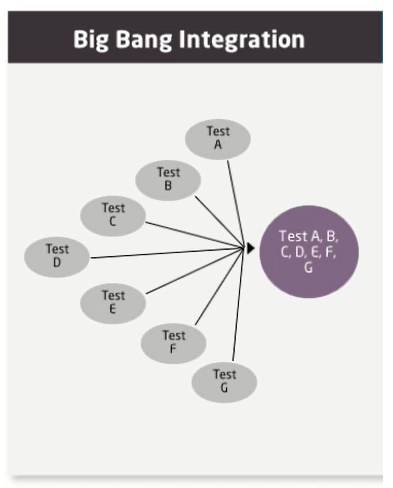 Big Bang Integration
Test
A
Test
B
Test
C
Test
D
Test
E
Test
F
Test
G
Test A, B,
C, D, E, F,
G